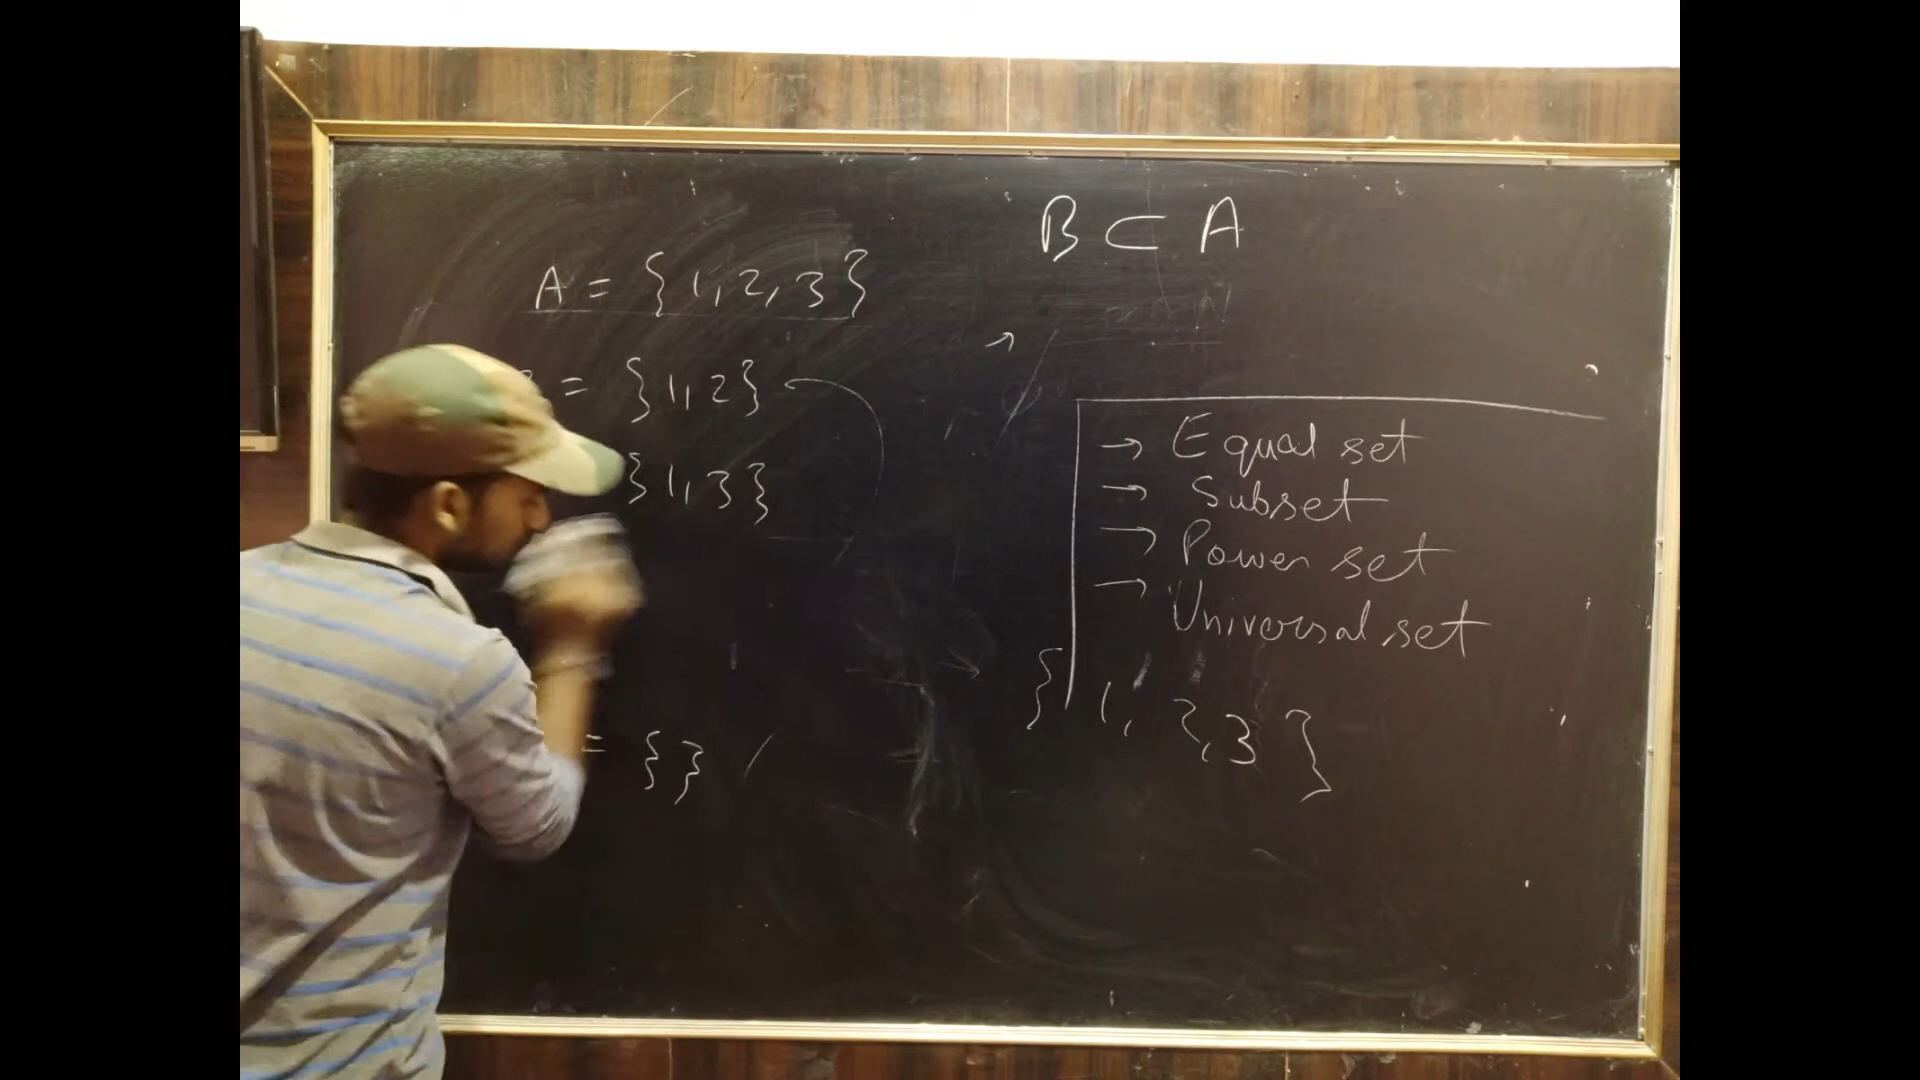 B ⊂ A
A = {1, 2, 3}
= {1, 2}
{1, 3}
= {}
→ Equal set
→ Subset
→ Power set
→ Universal set
{1, 2, 3}